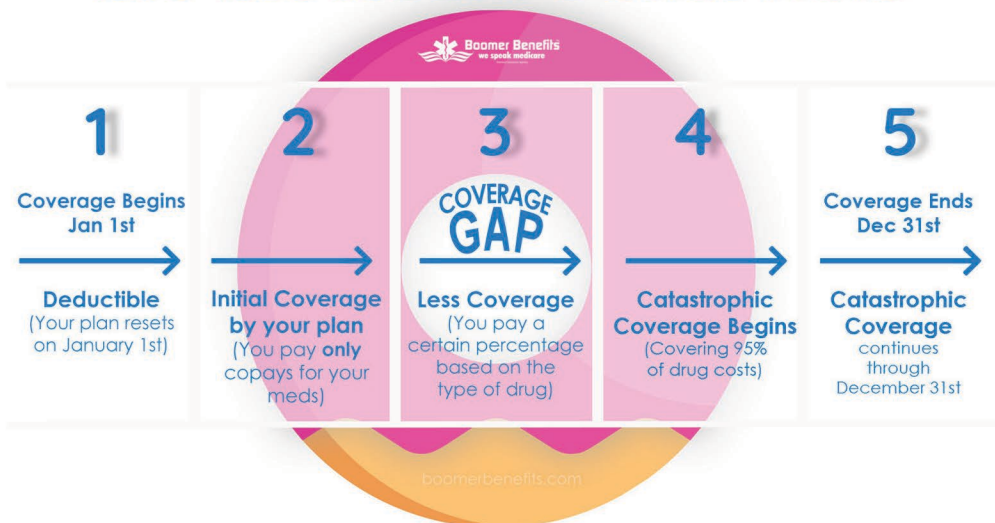 Boomer Benefits
we speak medicare
1
Coverage Begins
Jan 1st
Deductible
(Your plan resets
on January 1st)
2
Initial Coverage
by your plan
(You pay only
copays for your
meds)
3
COVERAGE
GAP
Less Coverage
(You pay a
certain percentage
based on the
type of drug)
4
Catastrophic
Coverage Begins
(Covering 95%
of drug costs)
5
Coverage Ends
Dec 31st
Catastrophic
Coverage
continues
through
December 31st
boomerbenefits.com